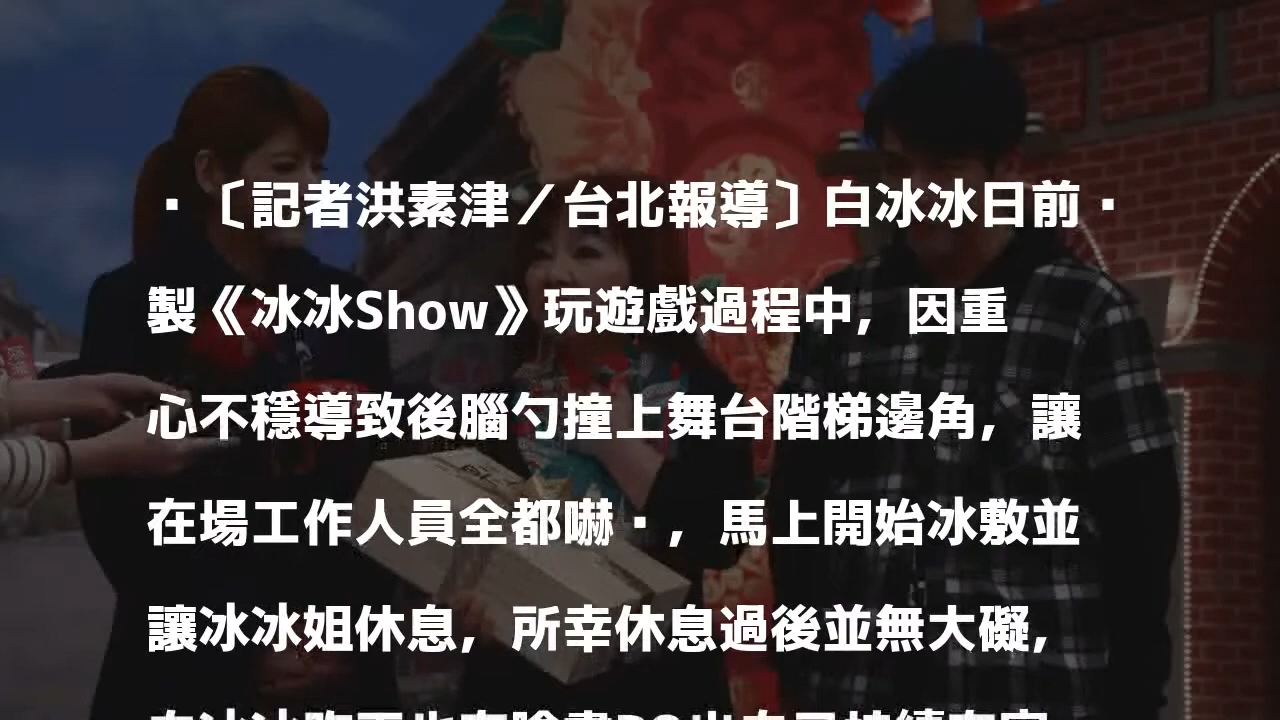 ▪〔記者洪素津／台北報導〕白冰冰日前▪
製《冰冰Show》玩遊戲過程中，因重
心不穩導致後腦勺撞上舞台階梯邊角，讓
在場工作人員全都嚇▪，馬上開始冰敷並
讓冰冰姐休息，所幸休息過後並無大礙，